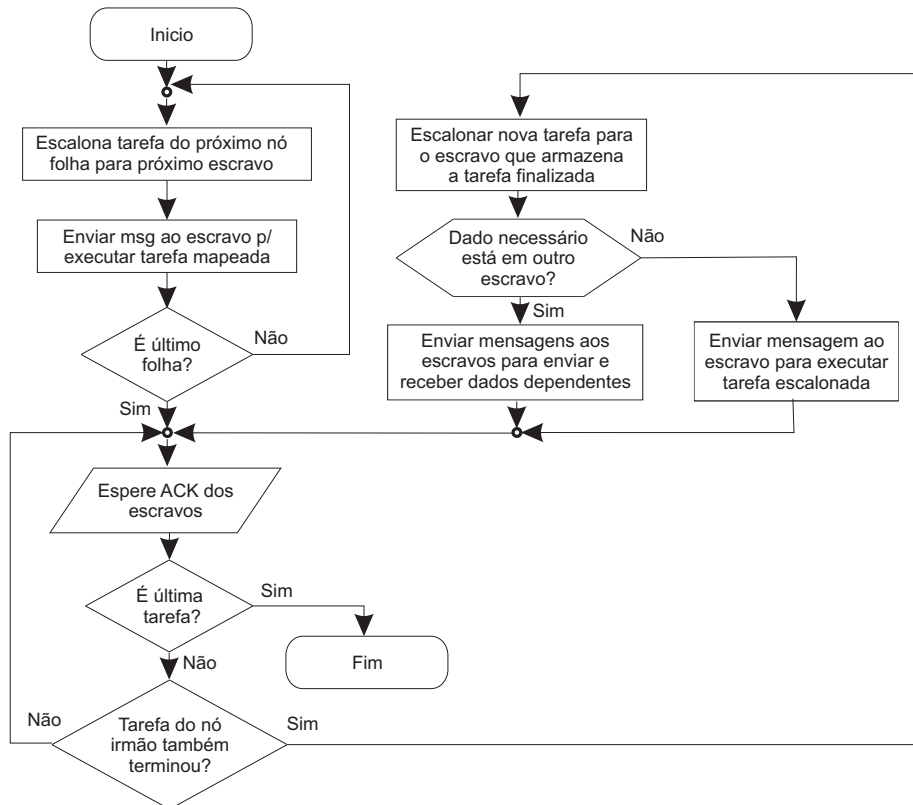 Inicio
Escalona tarefa do próximo nó
folha para próximo escravo
Enviar msg ao escravo p/
executar tarefa mapeada
É último
folha?
Não
Sim
Espere ACK dos
escravos
É última
tarefa?
Sim
Fim
Não
Tarefa do nó
irmão também
terminou?
Não
Sim
Escalonar nova tarefa para
o escravo que armazena
a tarefa finalizada
Dado necessário
está em outro
escravo?
Não
Sim
Enviar mensagens aos
escravos para enviar e
receber dados dependentes
Enviar mensagem ao
escravo para executar
tarefa escalonada